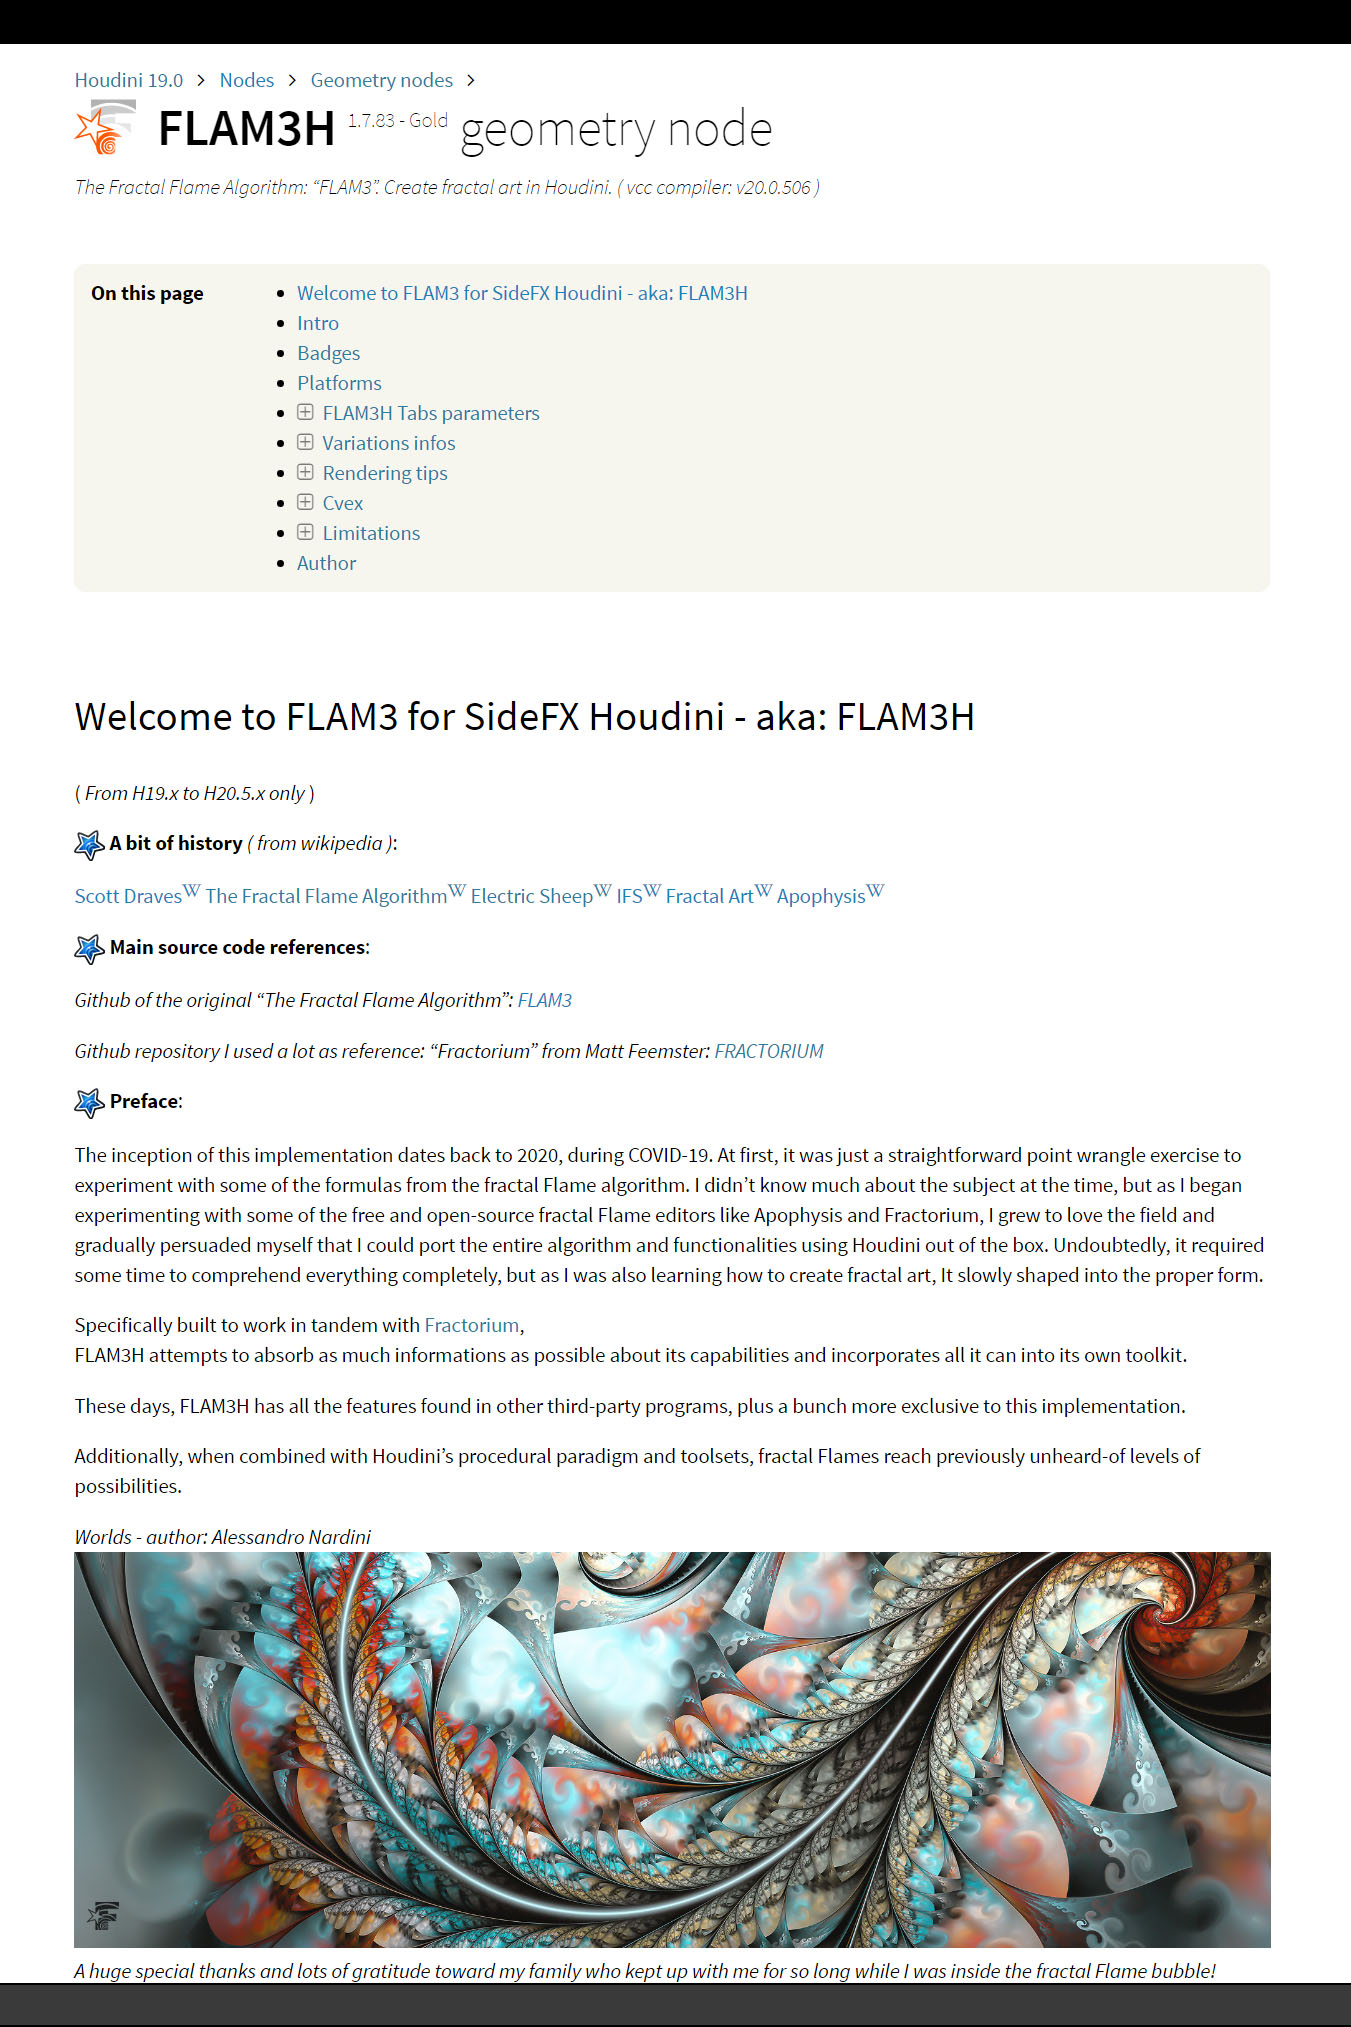 Houdini 19.0 > Nodes > Geometry nodes >
FLAM3H 1.7.83 - Gold geometry node
The Fractal Flame Algorithm: “FLAM3”. Create fractal art in Houdini. ( vcc compiler: v20.0.506 )
On this page
Welcome to FLAM3 for SideFX Houdini - aka: FLAM3H
Intro
Badges
Platforms
FLAM3H Tabs parameters
Variations infos
Rendering tips
Cvex
Limitations
Author
Welcome to FLAM3 for SideFX Houdini - aka: FLAM3H
( From H19.x to H20.5.x only )
A bit of history ( from wikipedia ):
Scott DravesW The Fractal Flame AlgorithmW Electric SheepW IFSW Fractal ArtW ApophysisW
Main source code references:
Github of the original “The Fractal Flame Algorithm”: FLAM3
Github repository I used a lot as reference: “Fractorium” from Matt Feemster: FRACTORIUM
Preface:
The inception of this implementation dates back to 2020, during COVID-19. At first, it was just a straightforward point wrangle exercise to
experiment with some of the formulas from the fractal Flame algorithm. I didn’t know much about the subject at the time, but as I began
experimenting with some of the free and open-source fractal Flame editors like Apophysis and Fractorium, I grew to love the field and
gradually persuaded myself that I could port the entire algorithm and functionalities using Houdini out of the box. Undoubtedly, it required
some time to comprehend everything completely, but as I was also learning how to create fractal art, It slowly shaped into the proper form.
Specifically built to work in tandem with Fractorium,
FLAM3H attempts to absorb as much informations as possible about its capabilities and incorporates all it can into its own toolkit.
These days, FLAM3H has all the features found in other third-party programs, plus a bunch more exclusive to this implementation.
Additionally, when combined with Houdini’s procedural paradigm and toolsets, fractal Flames reach previously unheard-of levels of
possibilities.
Worlds - author: Alessandro Nardini
A huge special thanks and lots of gratitude toward my family who kept up with me for so long while I was inside the fractal Flame bubble!